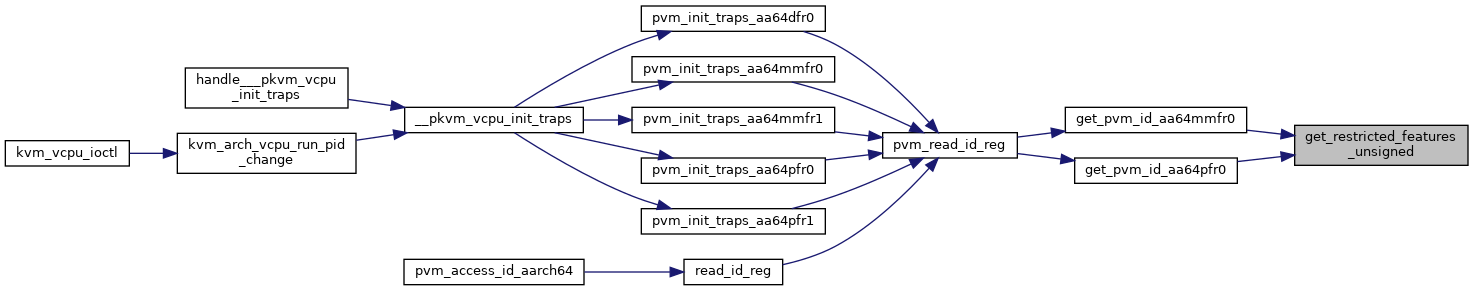 kvm_vcpu_ioctl
handle___pkvm_vcpu
_init_traps
kvm_arch_vcpu_run_pid
_change
__pkvm_vcpu_init_traps
pvm_init_traps_aa64dfr0
pvm_init_traps_aa64mmfr0
pvm_init_traps_aa64mmfr1
pvm_init_traps_aa64pfr0
pvm_init_traps_aa64pfr1
pvm_access_id_aarch64
read_id_reg
pvm_read_id_reg
get_pvm_id_aa64mmfr0
get_pvm_id_aa64pfr0
get_restricted_features
_unsigned